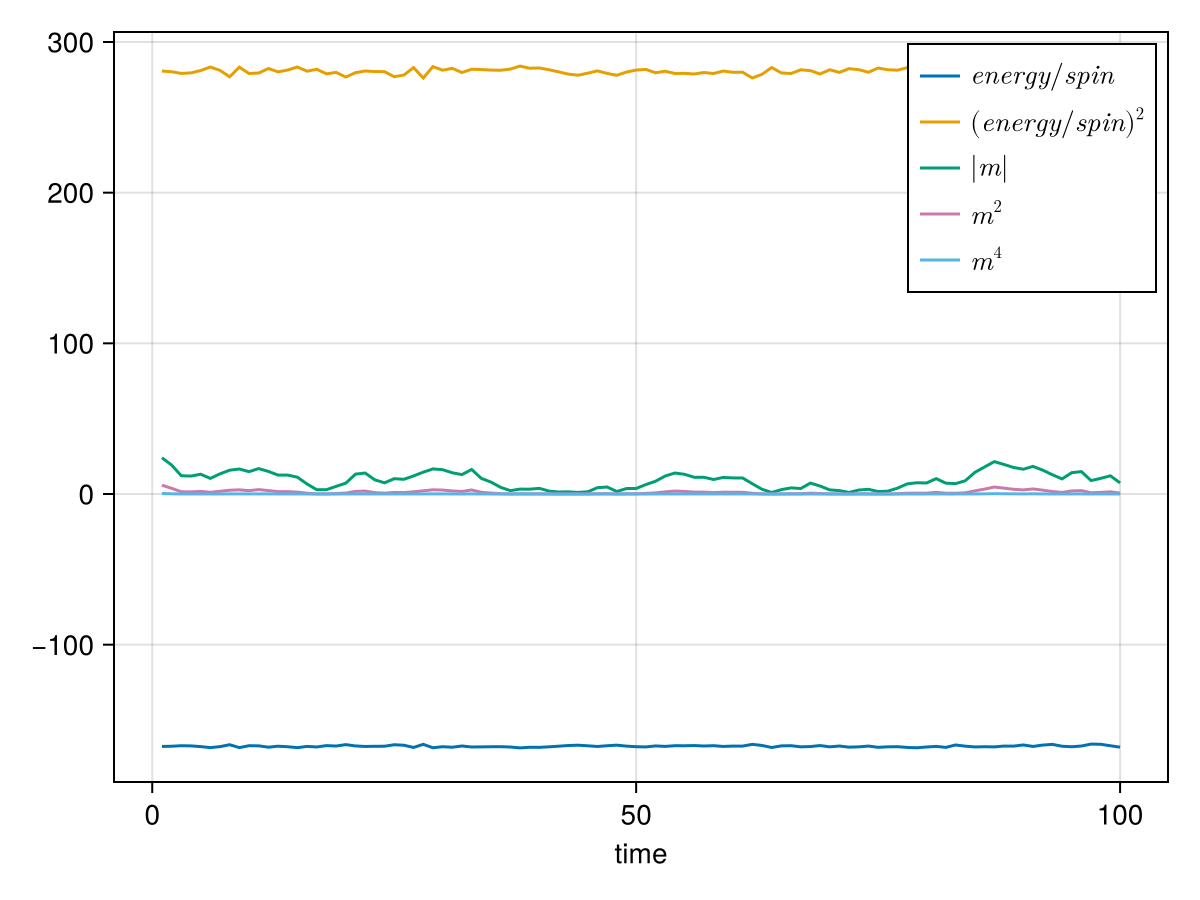 300
200
100
0
−100
0
50
100
time
energy/spin
(energy/spin)²
|m|
m²
m⁴